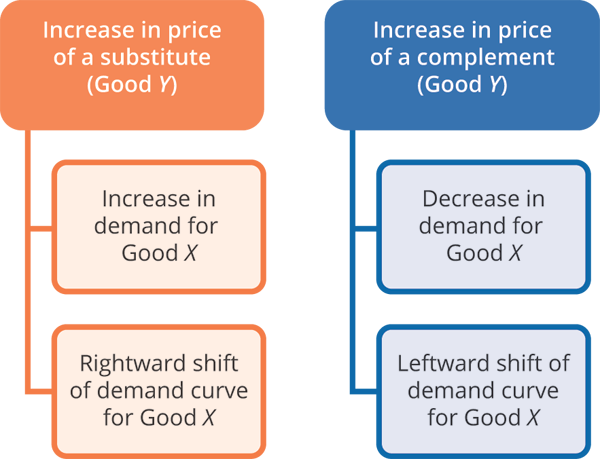 Increase in price
of a substitute
(Good Y)
Increase in
demand for
Good X
Rightward shift
of demand curve
for Good X
Increase in price
of a complement
(Good Y)
Decrease in
demand for
Good X
Leftward shift of
demand curve
for Good X